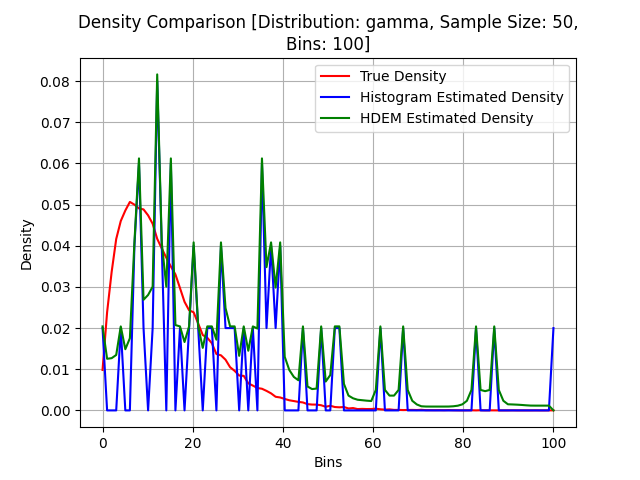 Density Comparison [Distribution: gamma, Sample Size: 50,
Bins: 100]
True Density
Histogram Estimated Density
HDEM Estimated Density
Density
0.08
0.07
0.06
0.05
0.04
0.03
0.02
0.01
0.00
0 20 40 60 80 100
Bins